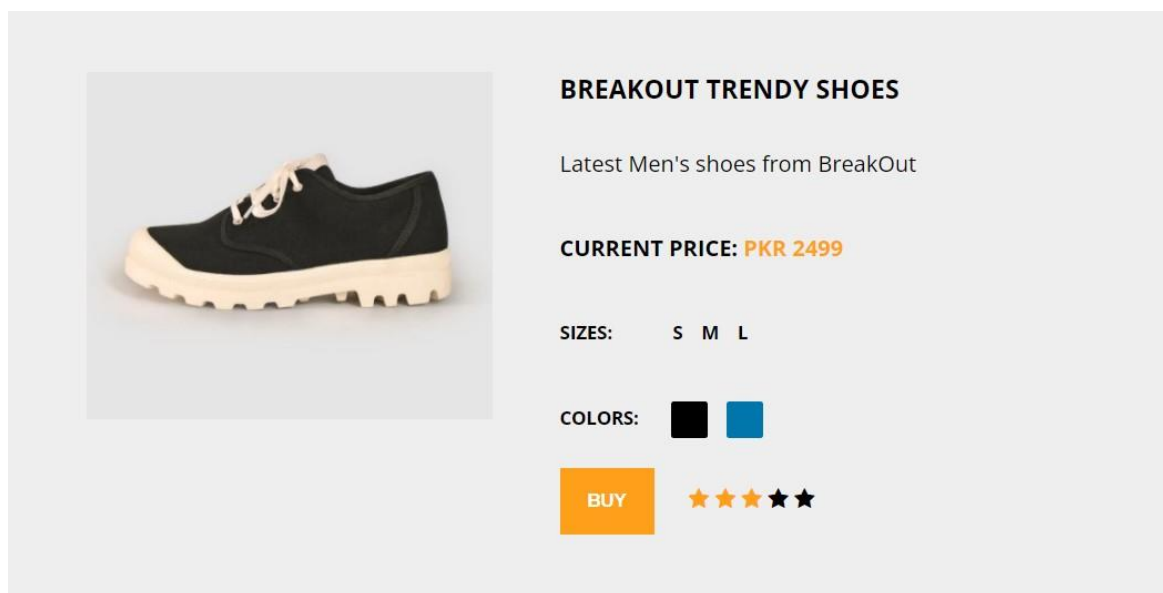 BREAKOUT TRENDY SHOES
Latest Men's shoes from BreakOut
CURRENT PRICE: PKR 2499
SIZES: S M L
COLORS:
BUY